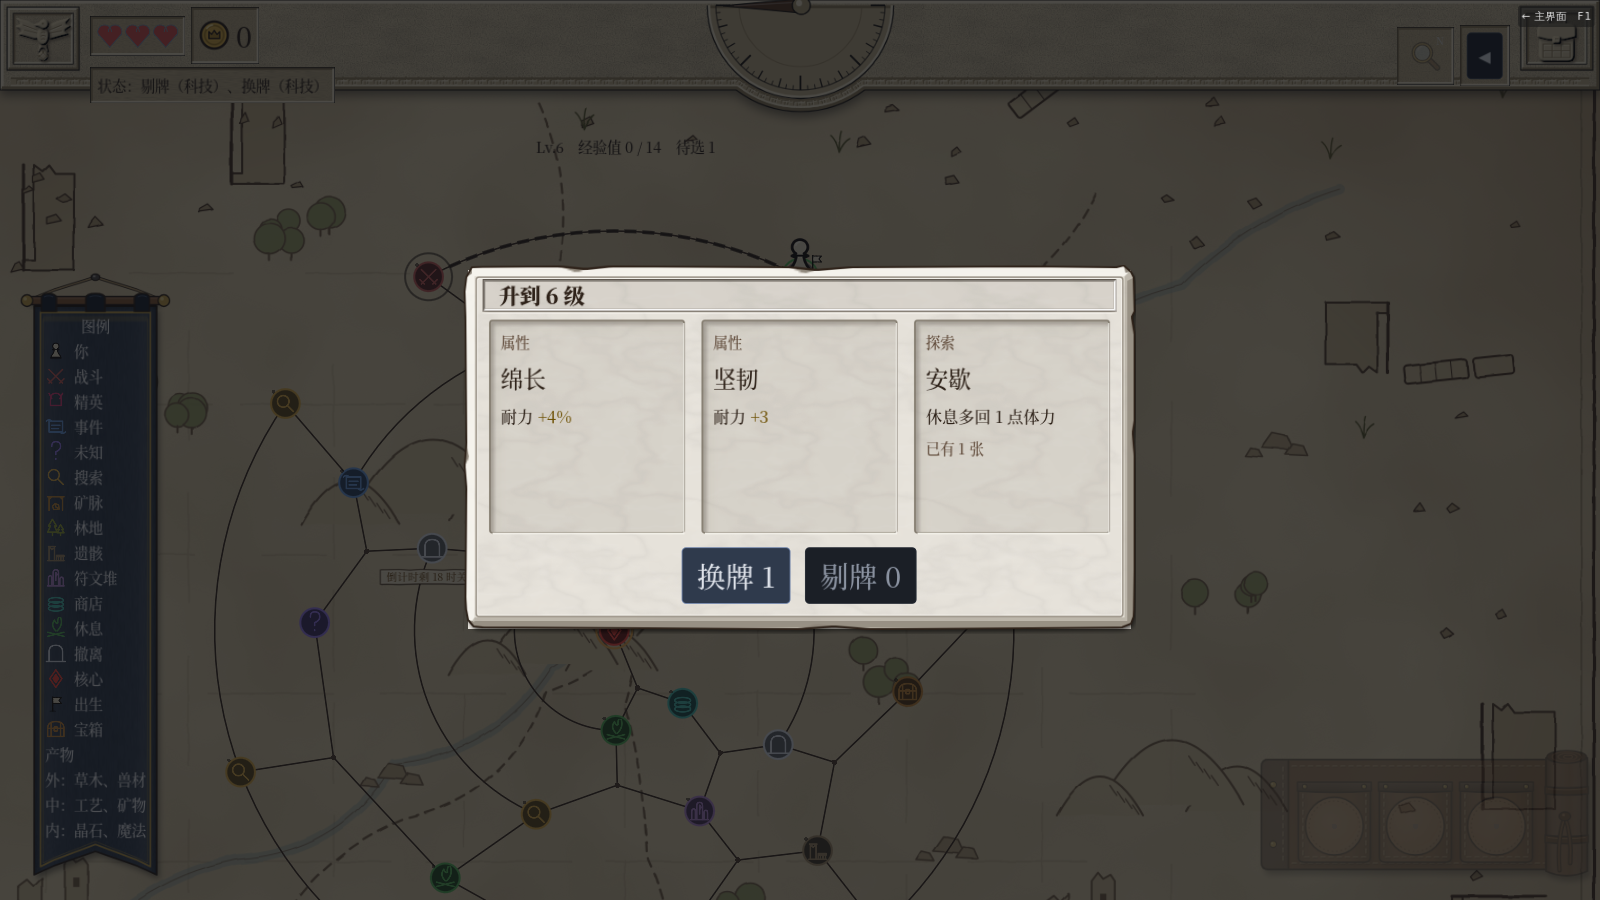 ← 主界面 F1
0
状态：剔牌（科技）、换牌（科技）
Lv.6 经验值 0 / 14 待选 1
升到 6 级
属性
绵长
耐力 +4%
属性
坚韧
耐力 +3
探索
安歇
休息多回 1 点体力
已有 1 张
换牌 1
剔牌 0
图例
你
战斗
精英
事件
未知
搜索
矿脉
林地
遗骸
符文堆
商店
休息
撤离
核心
出生
宝箱
产物
外：草木、兽材
中：工艺、矿物
内：晶石、魔法
倒计时剩 18 时